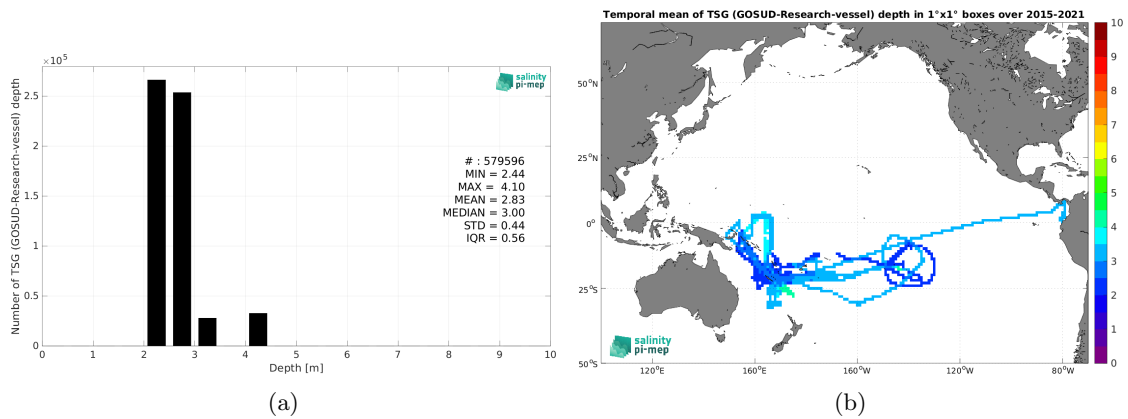 ×10⁵
2.5
2
1.5
1
0.5
0
Number of TSG (GOSUD-Research-vessel) depth
salinity
pi-mep
# : 579596
MIN = 2.44
MAX = 4.10
MEAN = 2.83
MEDIAN = 3.00
STD = 0.44
IQR = 0.56
0 1 2 3 4 5 6 7 8 9 10
Depth [m]
(a)
Temporal mean of TSG (GOSUD-Research-vessel) depth in 1°x1° boxes over 2015-2021
50°N
25°N
0°
25°S
50°S
120°E 160°E 160°W 120°W 80°W
salinity
pi-mep
10
9
8
7
6
5
4
3
2
1
0
(b)